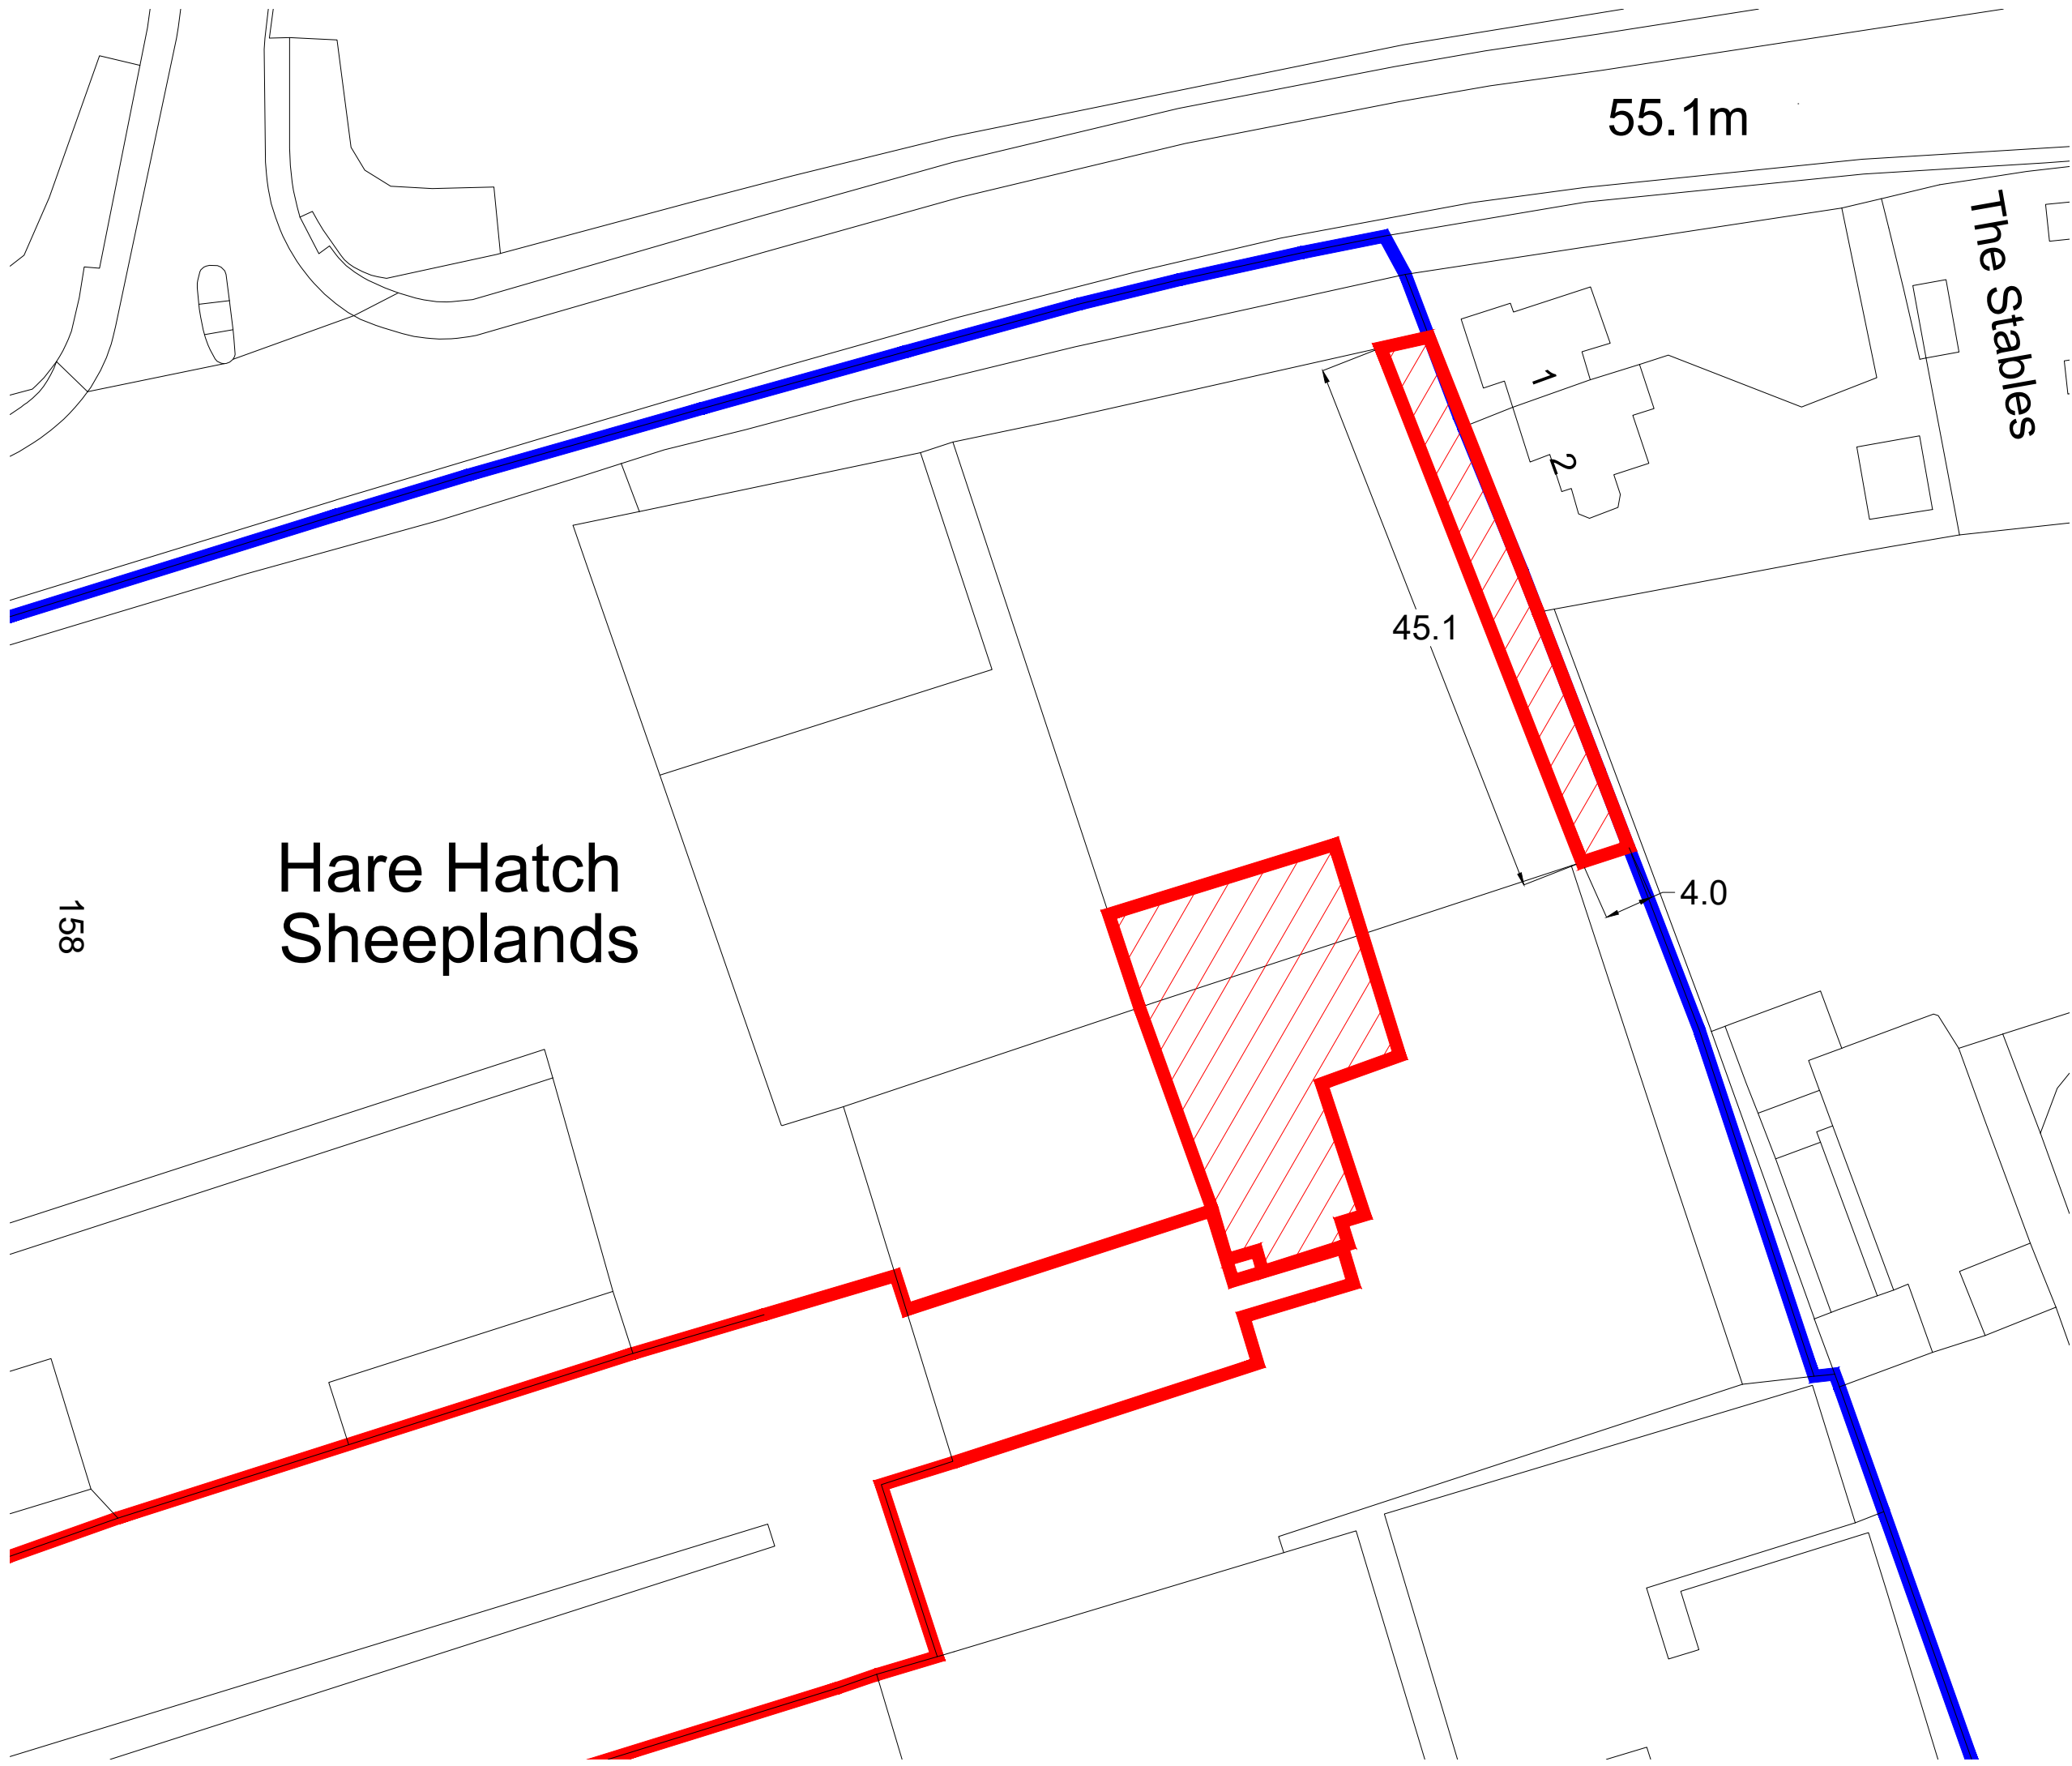 55.1m
The Stables
1
2
45.1
Hare Hatch
Sheeplands
4.0
158